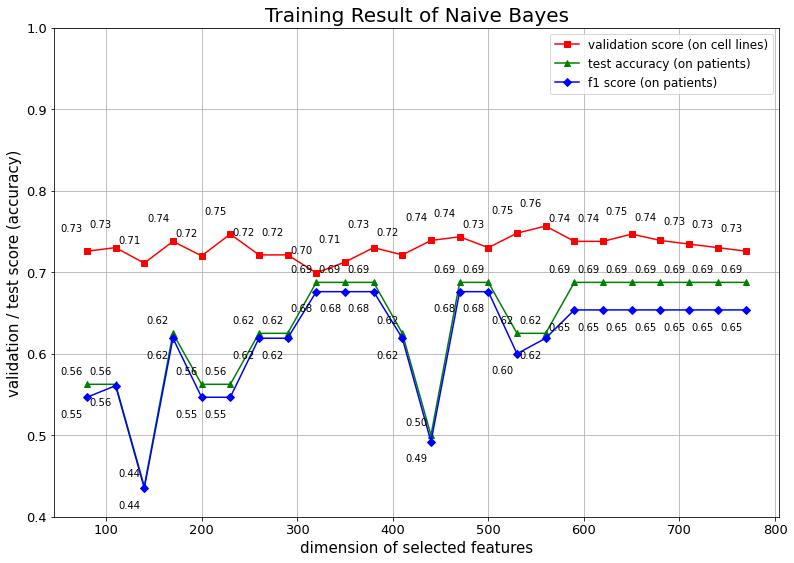 Training Result of Naive Bayes
validation score (on cell lines)
test accuracy (on patients)
f1 score (on patients)
validation / test score (accuracy)
1.0
0.9
0.8
0.7
0.6
0.5
0.4
0.73 0.73 0.71 0.74 0.72 0.75 0.72 0.74 0.70 0.71 0.73 0.72 0.74 0.74 0.73 0.75 0.76 0.74 0.74 0.75 0.74 0.73 0.73 0.73
0.56 0.56 0.44 0.62 0.56 0.56 0.62 0.62 0.69 0.69 0.69 0.62 0.50 0.69 0.69 0.62 0.62 0.69 0.69 0.69 0.69 0.69 0.69 0.69
0.55 0.56 0.44 0.62 0.55 0.55 0.62 0.62 0.68 0.68 0.68 0.62 0.49 0.68 0.68 0.60 0.62 0.65 0.65 0.65 0.65 0.65 0.65 0.65
100 200 300 400 500 600 700 800
dimension of selected features